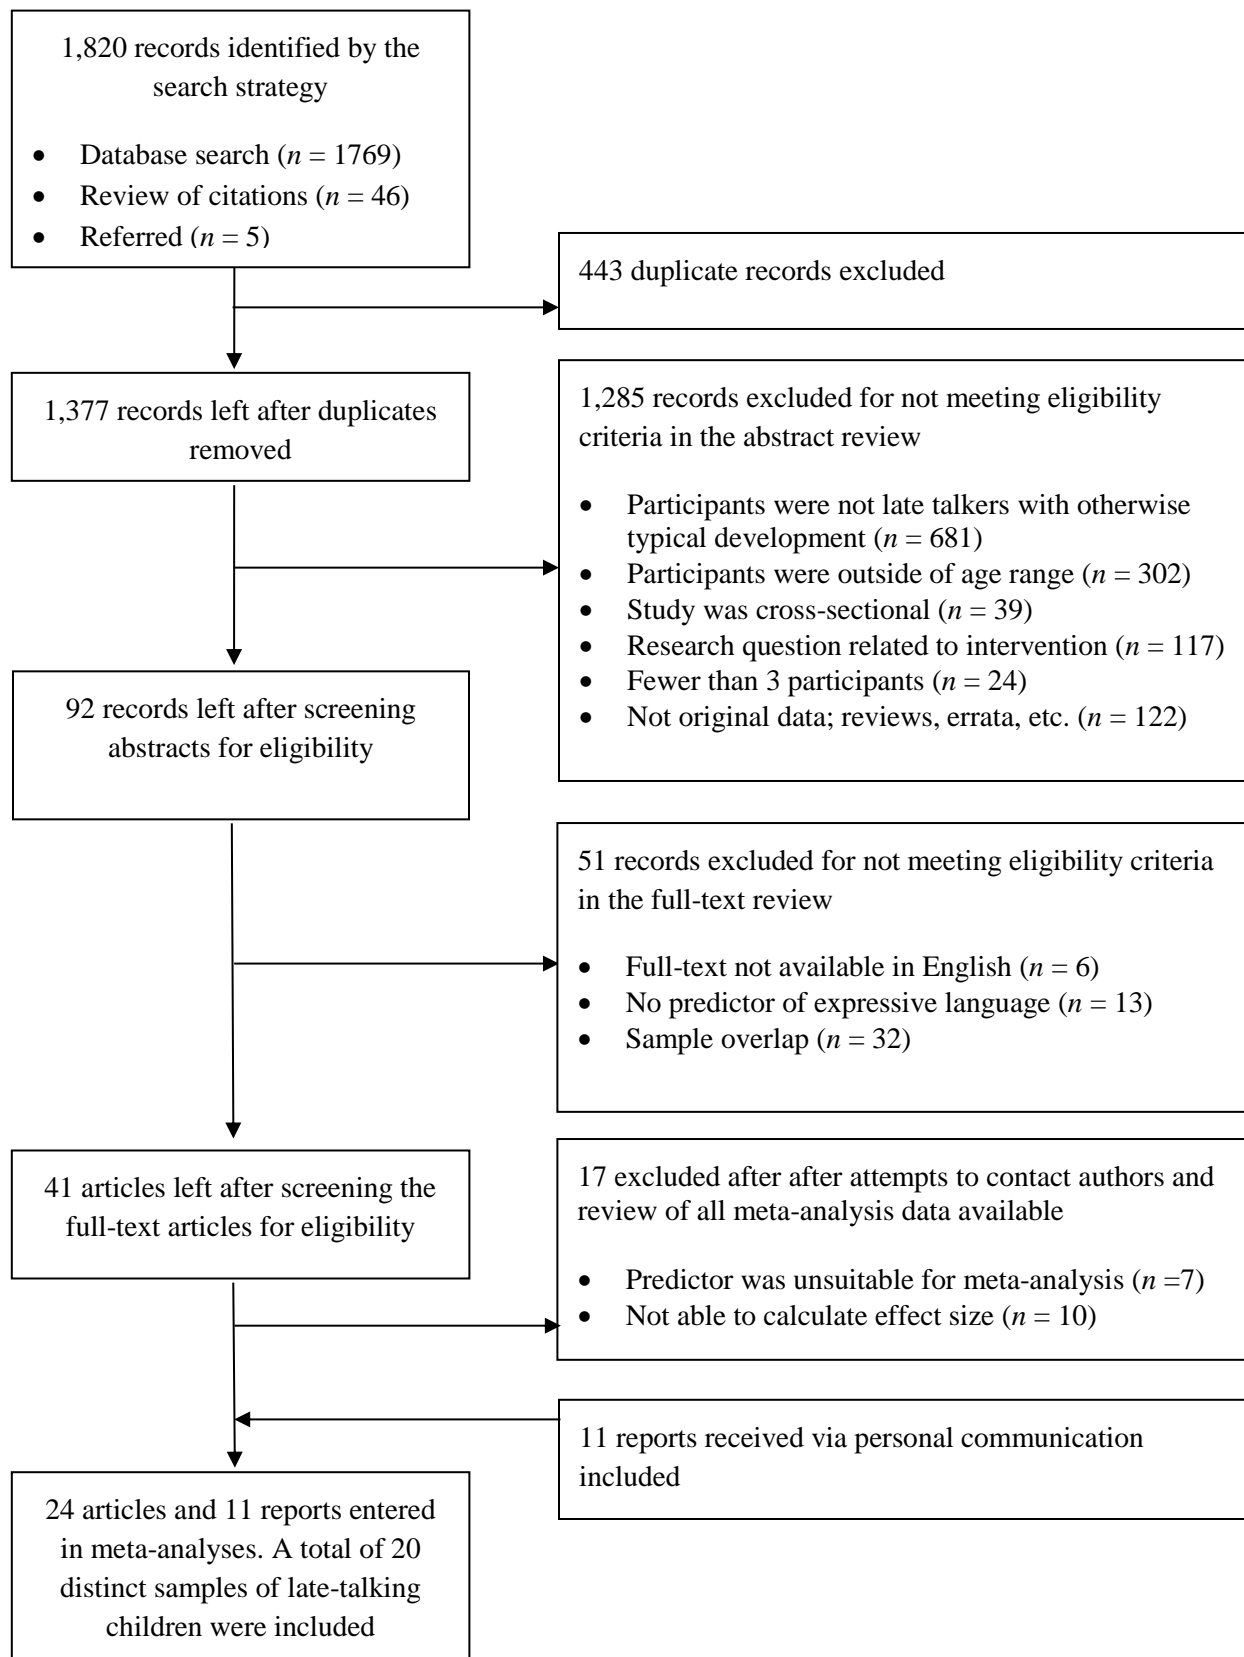 1,820 records identified by the
search strategy
• Database search (n = 1769)
• Review of citations (n = 46)
• Referred (n = 5)
443 duplicate records excluded
1,377 records left after duplicates
removed
1,285 records excluded for not meeting eligibility
criteria in the abstract review
• Participants were not late talkers with otherwise
typical development (n = 681)
• Participants were outside of age range (n = 302)
• Study was cross-sectional (n = 39)
• Research question related to intervention (n = 117)
• Fewer than 3 participants (n = 24)
• Not original data; reviews, errata, etc. (n = 122)
92 records left after screening
abstracts for eligibility
51 records excluded for not meeting eligibility criteria
in the full-text review
• Full-text not available in English (n = 6)
• No predictor of expressive language (n = 13)
• Sample overlap (n = 32)
41 articles left after screening the
full-text articles for eligibility
17 excluded after after attempts to contact authors and
review of all meta-analysis data available
• Predictor was unsuitable for meta-analysis (n =7)
• Not able to calculate effect size (n = 10)
11 reports received via personal communication
included
24 articles and 11 reports entered
in meta-analyses. A total of 20
distinct samples of late-talking
children were included